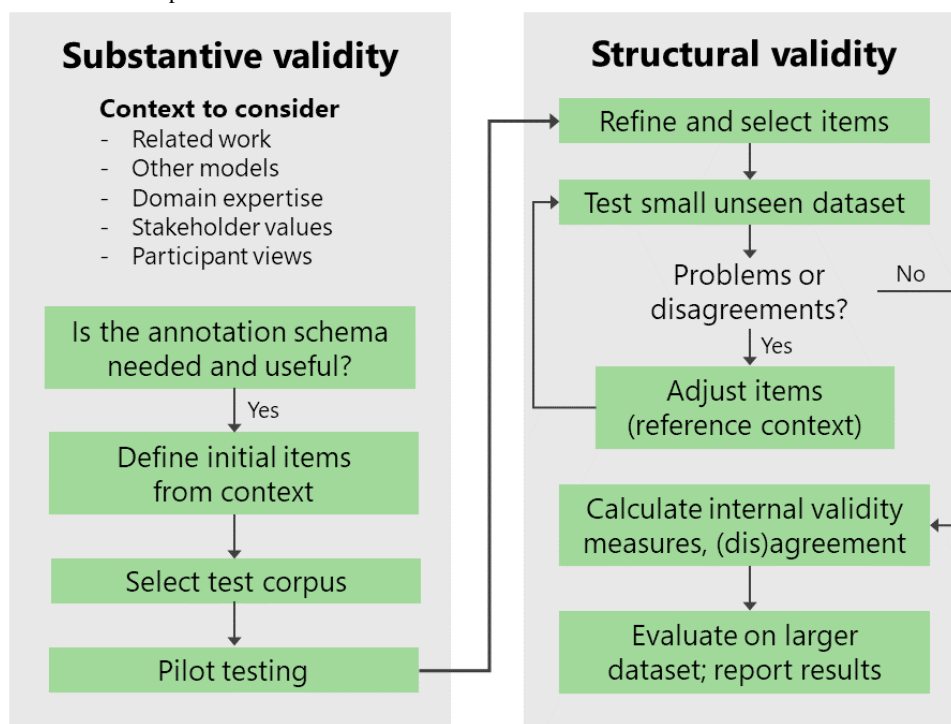 Substantive validity
Context to consider
- Related work
- Other models
- Domain expertise
- Stakeholder values
- Participant views
Is the annotation schema
needed and useful?
Yes
Define initial items
from context
Select test corpus
Pilot testing
Structural validity
Refine and select items
Test small unseen dataset
Problems or
disagreements?
No
Yes
Adjust items
(reference context)
Calculate internal validity
measures, (dis)agreement
Evaluate on larger
dataset; report results